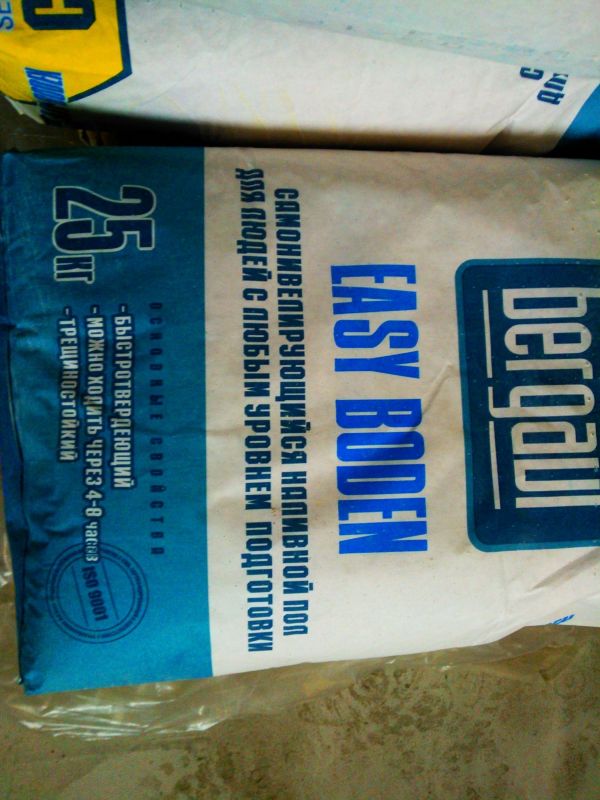 bergauf
EASY BODEN
САМОНИВЕЛИРУЮЩИЙСЯ НАЛИВНОЙ ПОЛ
ДЛЯ ЛЮДЕЙ С ЛЮБЫМ УРОВНЕМ ПОДГОТОВКИ
ОСНОВНЫЕ СВОЙСТВА
-БЫСТРОТВЕРДЕЮЩИЙ
-МОЖНО ХОДИТЬ ЧЕРЕЗ 4-8 часов
-ТРЕЩИНОСТОЙКИЙ
25 КГ
ISO 9001